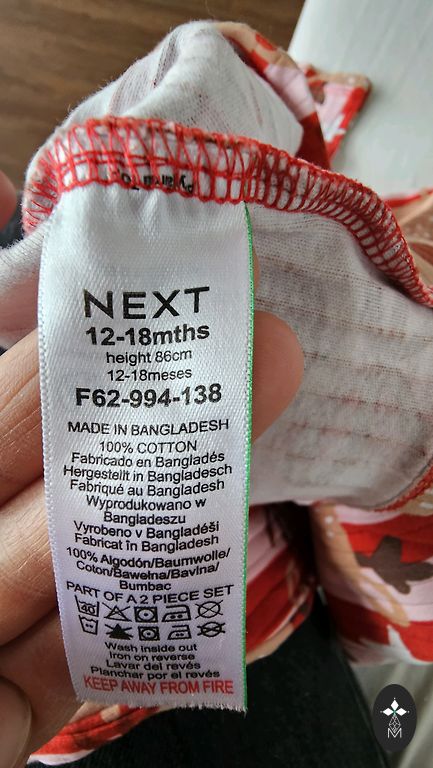 NEXT
12-18mths
height 86cm
12-18meses
F62-994-138
MADE IN BANGLADESH
100% COTTON
Fabricado en Bangladés
Hergestellt in Bangladesch
Fabriqué au Bangladesh
Wyprodukowano w
Bangladeszu
Vyrobeno v Bangladéši
Fabricat în Bangladesh
100% Algodón/Baumwolle/
Coton/Bawełna/Bavlna/
Bumbac
PART OF A 2 PIECE SET
40
Wash inside out
Iron on reverse
Lavar del revés
Planchar por el revés
KEEP AWAY FROM FIRE
M